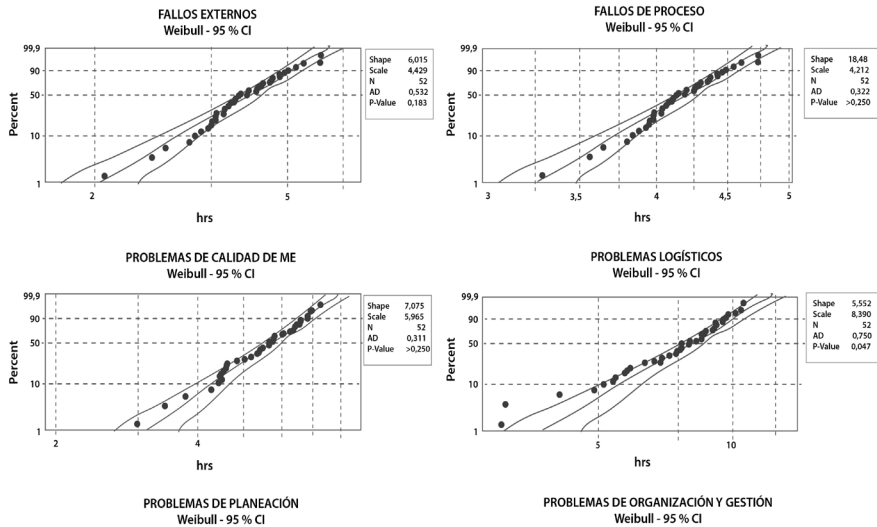 FALLOS EXTERNOS
Weibull - 95 % CI
99,9
90
50
10
1
Percent
2
5
hrs
Shape 6,015
Scale 4,429
N 52
AD 0,532
P-Value 0,183
FALLOS DE PROCESO
Weibull - 95 % CI
99,9
90
50
10
1
Percent
3
3,5
4
4,5
5
hrs
Shape 18,48
Scale 4,212
N 52
AD 0,322
P-Value >0,250
PROBLEMAS DE CALIDAD DE ME
Weibull - 95 % CI
99,9
90
50
10
1
Percent
2
4
hrs
Shape 7,075
Scale 5,965
N 52
AD 0,311
P-Value >0,250
PROBLEMAS LOGÍSTICOS
Weibull - 95 % CI
99,9
90
50
10
1
Percent
5
10
hrs
Shape 5,552
Scale 8,390
N 52
AD 0,750
P-Value 0,047
PROBLEMAS DE PLANEACIÓN
Weibull - 95 % CI
PROBLEMAS DE ORGANIZACIÓN Y GESTIÓN
Weibull - 95 % CI